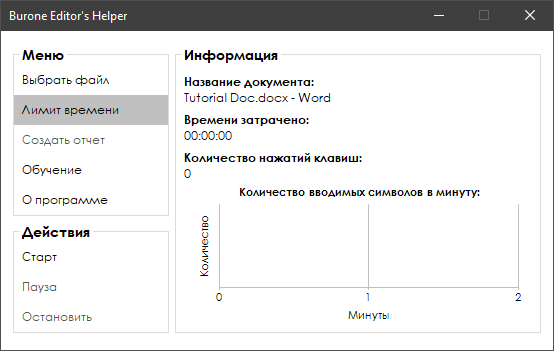 Burone Editor's Helper
Меню
Выбрать файл
Лимит времени
Создать отчет
Обучение
О программе
Действия
Старт
Пауза
Остановить
Информация
Название документа:
Tutorial Doc.docx - Word
Времени затрачено:
00:00:00
Количество нажатий клавиш:
0
Количество вводимых символов в минуту:
Количество
0 1 2
Минуты